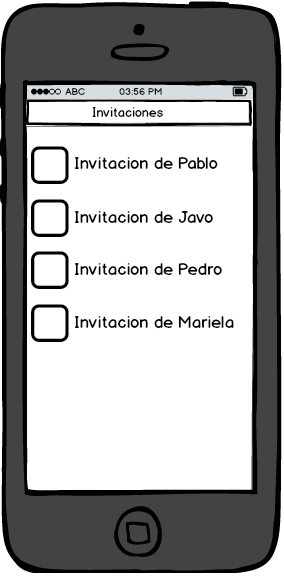 ABC 03:56 PM
Invitaciones
Invitacion de Pablo
Invitacion de Javo
Invitacion de Pedro
Invitacion de Mariela